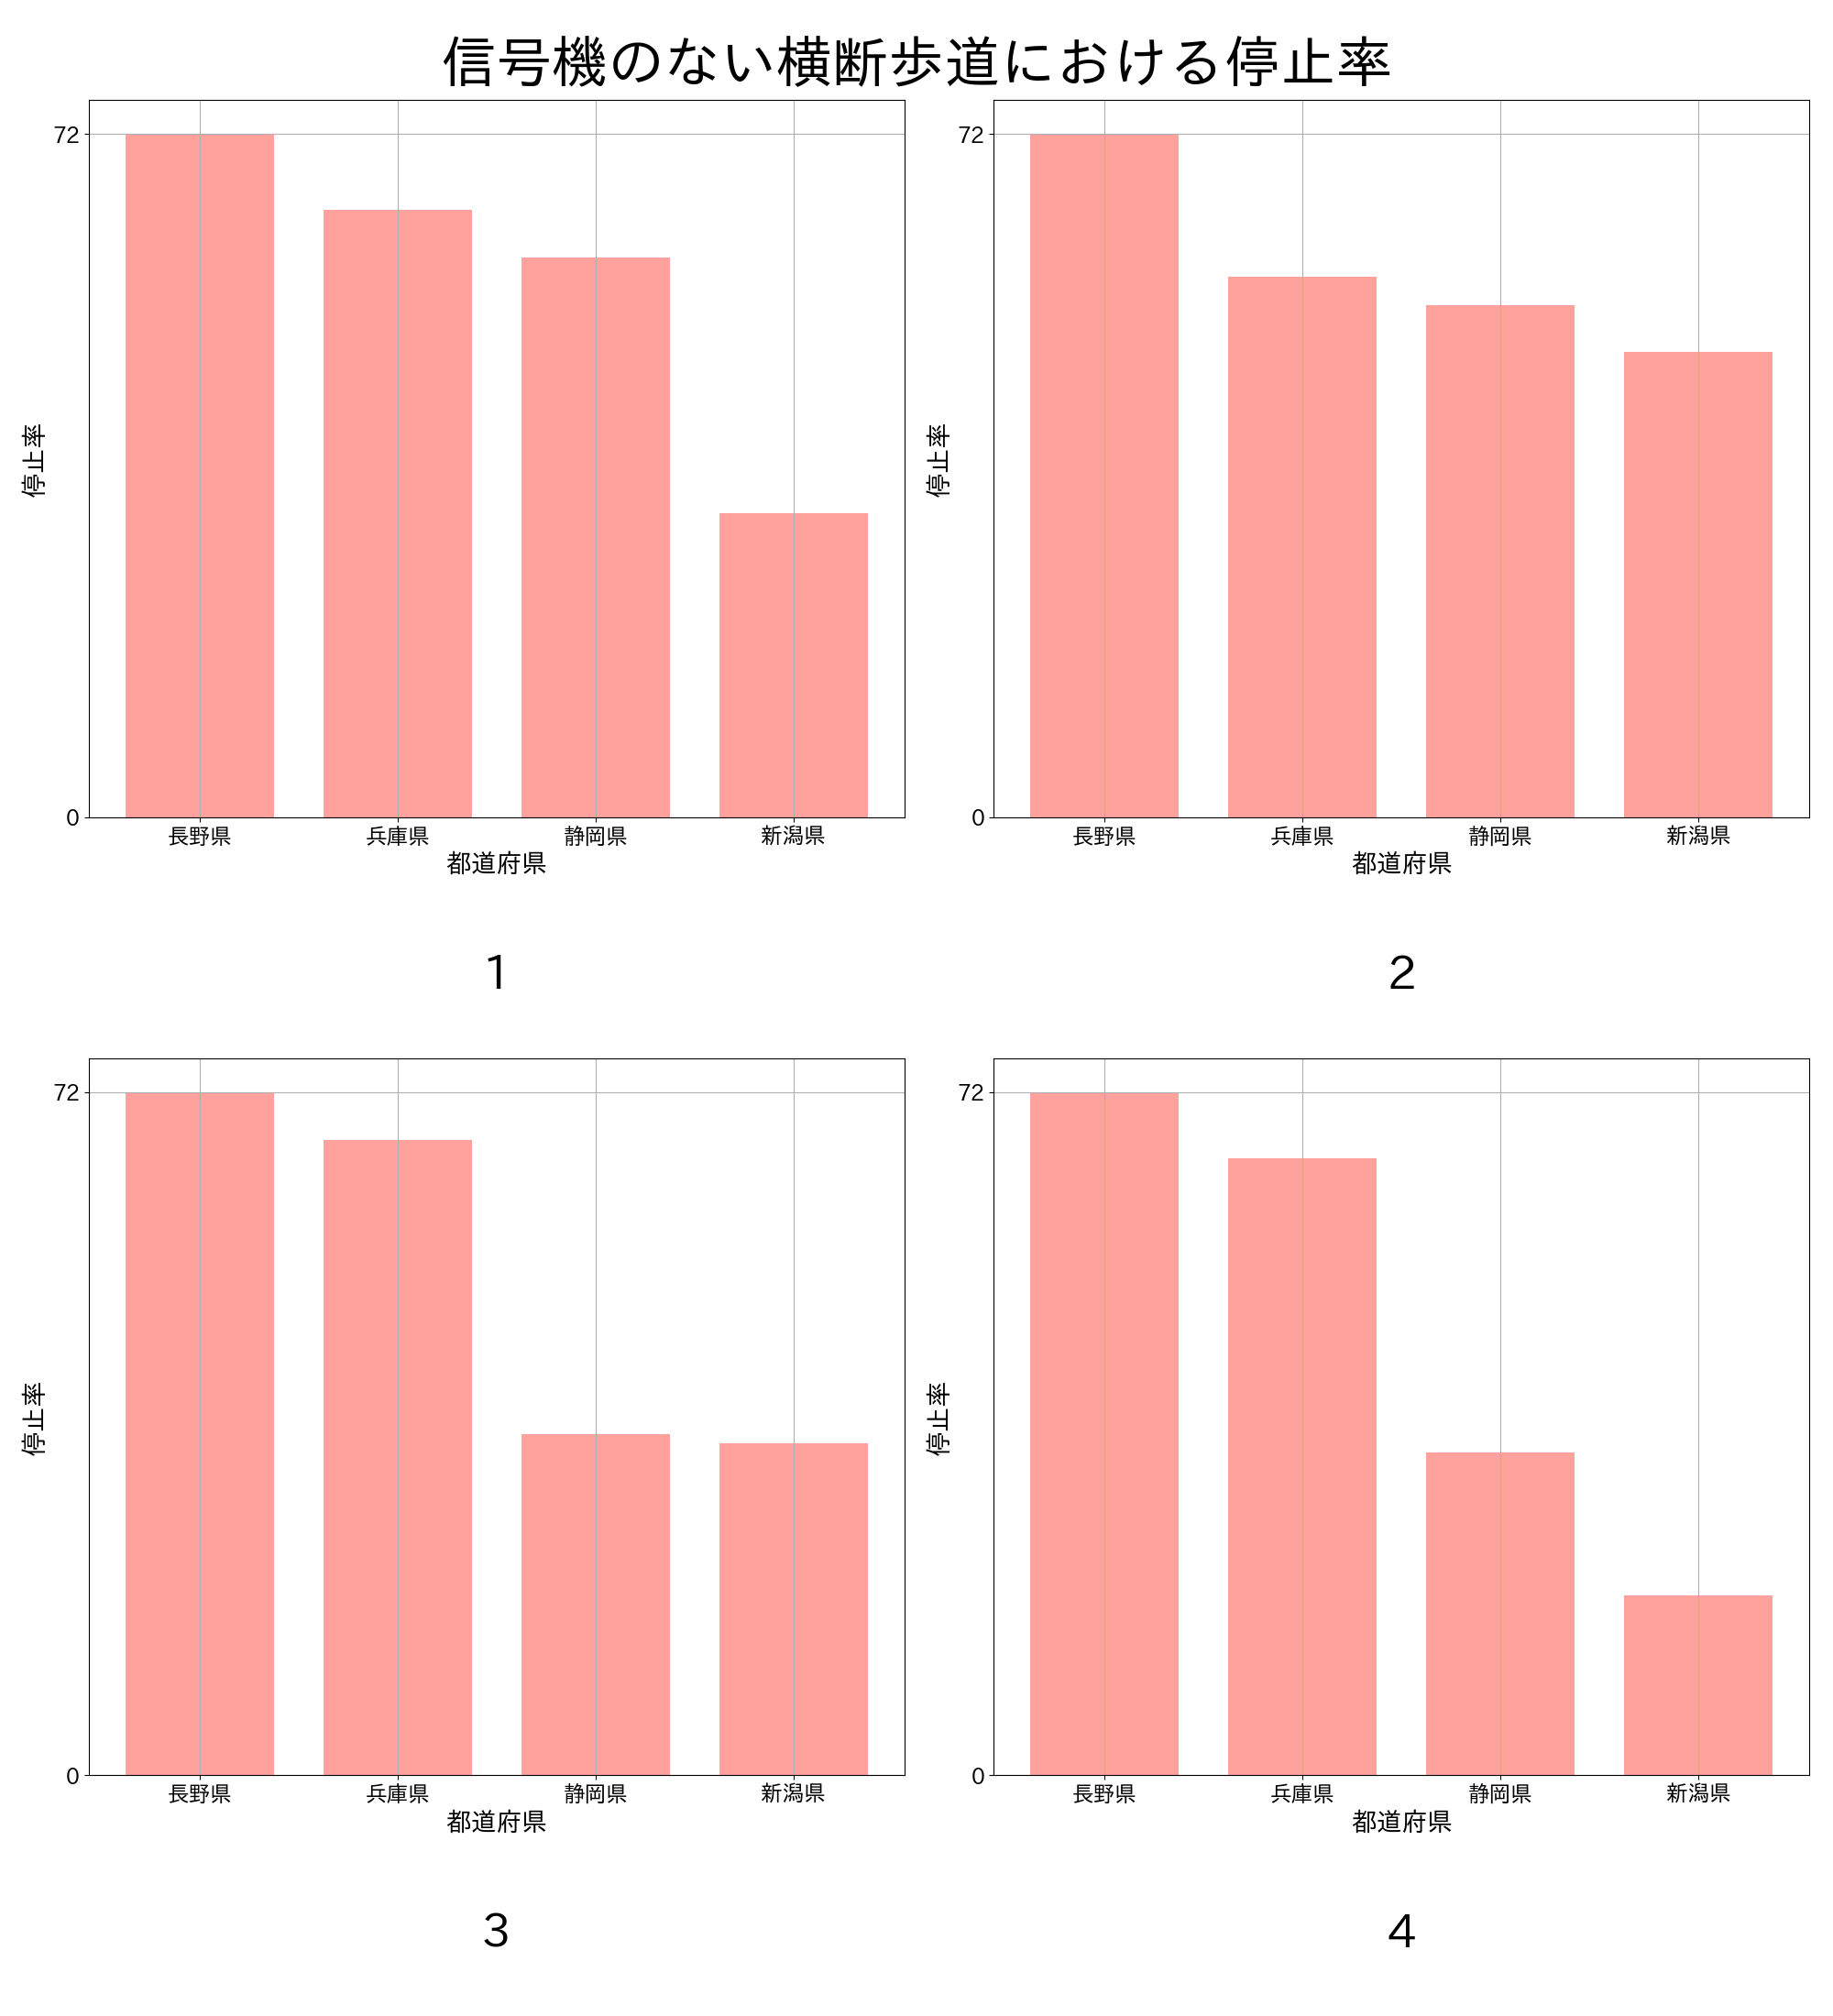 信号機のない横断歩道における停止率
72
停止率
0
長野県 兵庫県 静岡県 新潟県
都道府県
1
72
停止率
0
長野県 兵庫県 静岡県 新潟県
都道府県
2
72
停止率
0
長野県 兵庫県 静岡県 新潟県
都道府県
3
72
停止率
0
長野県 兵庫県 静岡県 新潟県
都道府県
4